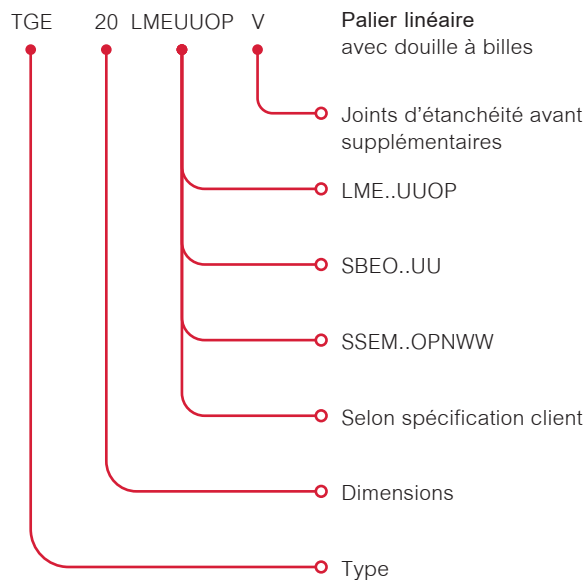 TGE 20 LMEUUOP V
Palier linéaire
avec douille à billes
Joints d'étanchéité avant
supplémentaires
LME..UUOP
SBEO..UU
SSEM..OPNWW
Selon spécification client
Dimensions
Type